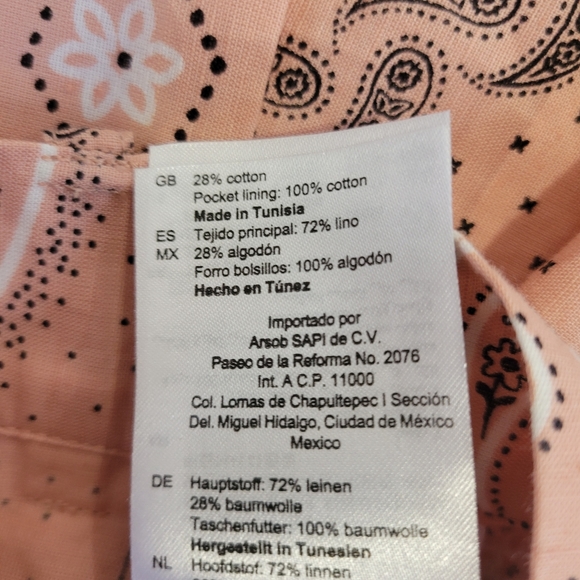 GB 28% cotton
Pocket lining: 100% cotton
Made in Tunisia
ES Tejido principal: 72% lino
MX 28% algodón
Forro bolsillos: 100% algodón
Hecho en Túnez
Importado por
Arsob SAPI de C.V.
Paseo de la Reforma No. 2076
Int. A C.P. 11000
Col. Lomas de Chapultepec I Sección
Del. Miguel Hidalgo, Ciudad de México
Mexico
DE Hauptstoff: 72% leinen
28% baumwolle
Taschenfutter: 100% baumwolle
Hergestellt in Tunesien
NL Hoofdstof: 72% linnen